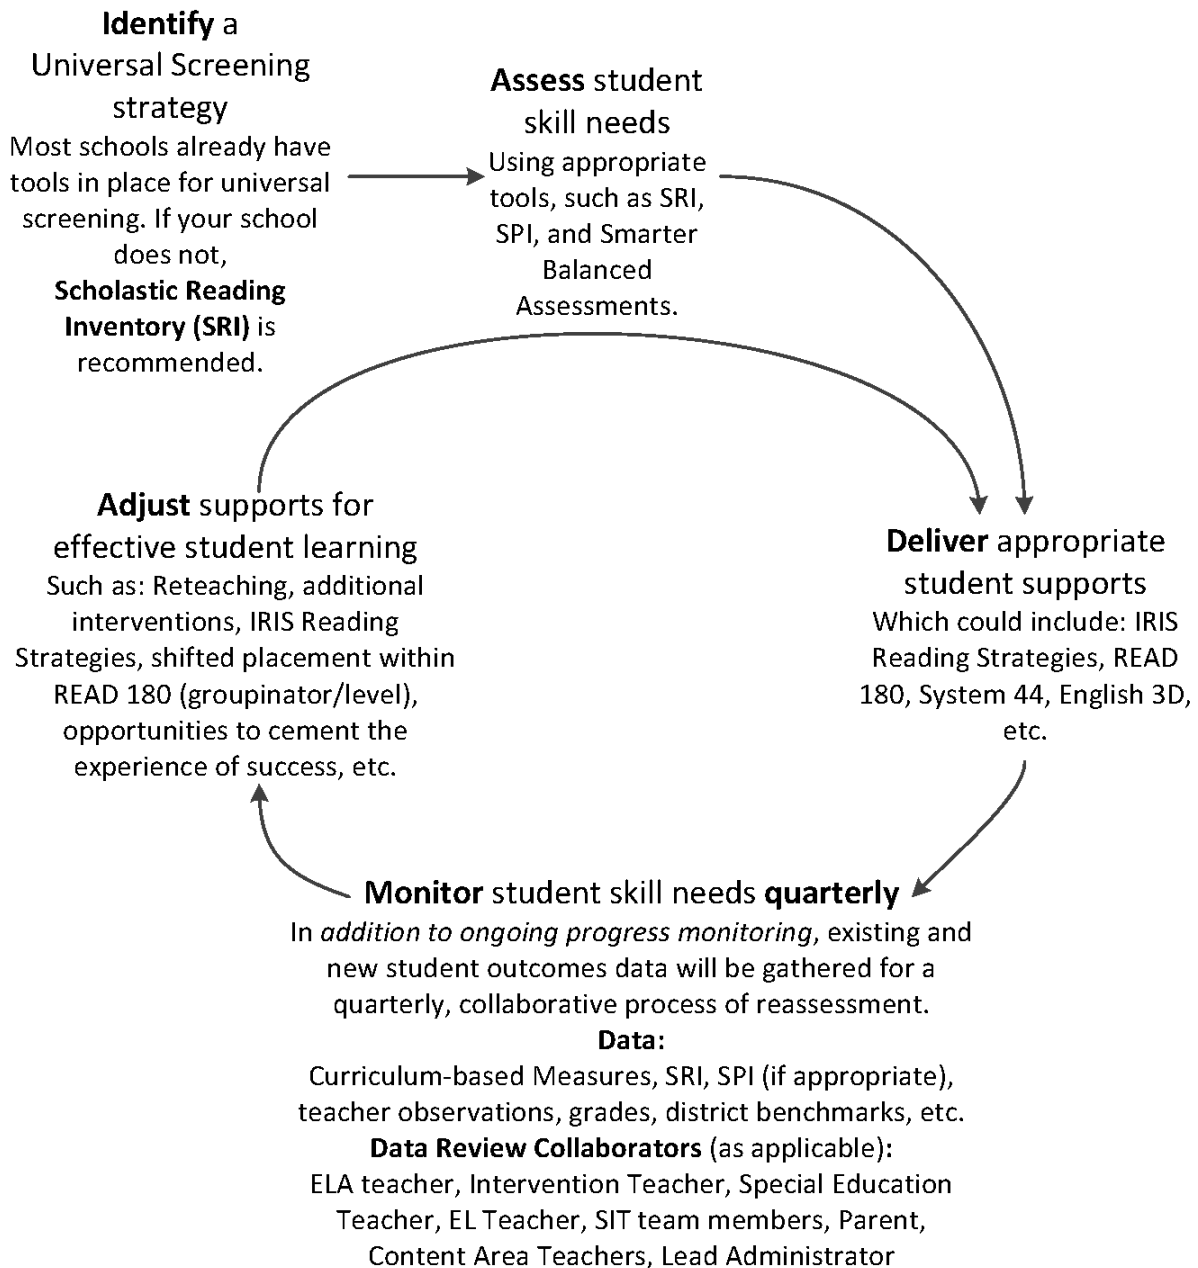 Identify a
Universal Screening
strategy
Most schools already have
tools in place for universal
screening. If your school
does not,
Scholastic Reading
Inventory (SRI) is
recommended.
Assess student
skill needs
Using appropriate
tools, such as SRI,
SPI, and Smarter
Balanced
Assessments.
Deliver appropriate
student supports
Which could include: IRIS
Reading Strategies, READ
180, System 44, English 3D,
etc.
Monitor student skill needs quarterly
In addition to ongoing progress monitoring, existing and
new student outcomes data will be gathered for a
quarterly, collaborative process of reassessment.
Data:
Curriculum-based Measures, SRI, SPI (if appropriate),
teacher observations, grades, district benchmarks, etc.
Data Review Collaborators (as applicable):
ELA teacher, Intervention Teacher, Special Education
Teacher, EL Teacher, SIT team members, Parent,
Content Area Teachers, Lead Administrator
Adjust supports for
effective student learning
Such as: Reteaching, additional
interventions, IRIS Reading
Strategies, shifted placement within
READ 180 (groupinator/level),
opportunities to cement the
experience of success, etc.